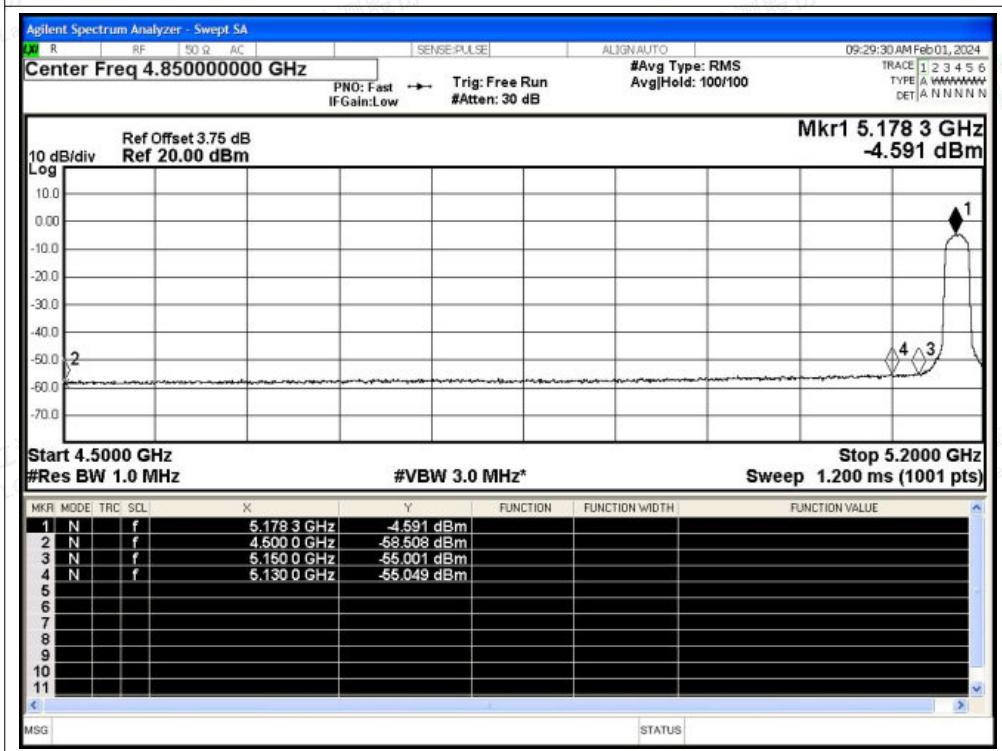 Agilent Spectrum Analyzer - Swept SA
LXI R RF 50 Ω AC SENSE:PULSE ALIGN AUTO 09:29:30 AM Feb 01, 2024
Center Freq 4.850000000 GHz #Avg Type: RMS TRACE 1 2 3 4 5 6
PNO: Fast Trig: Free Run Avg|Hold: 100/100 TYPE A WWWWW
IFGain:Low #Atten: 30 dB DET A N N N N N
Mkr1 5.178 3 GHz
Ref Offset 3.75 dB
10 dB/div Ref 20.00 dBm -4.591 dBm
Log
10.0
1
0.00
-10.0
-20.0
-30.0
-40.0
4 3
-50.0 2
-60.0
-70.0
Start 4.5000 GHz Stop 5.2000 GHz
#Res BW 1.0 MHz #VBW 3.0 MHz* Sweep 1.200 ms (1001 pts)
MKR MODE TRC SCL X Y FUNCTION FUNCTION WIDTH FUNCTION VALUE
1 N f 5.178 3 GHz -4.591 dBm
2 N f 4.500 0 GHz -58.508 dBm
3 N f 5.150 0 GHz -55.001 dBm
4 N f 5.130 0 GHz -55.049 dBm
5
6
7
8
9
10
11
MSG STATUS